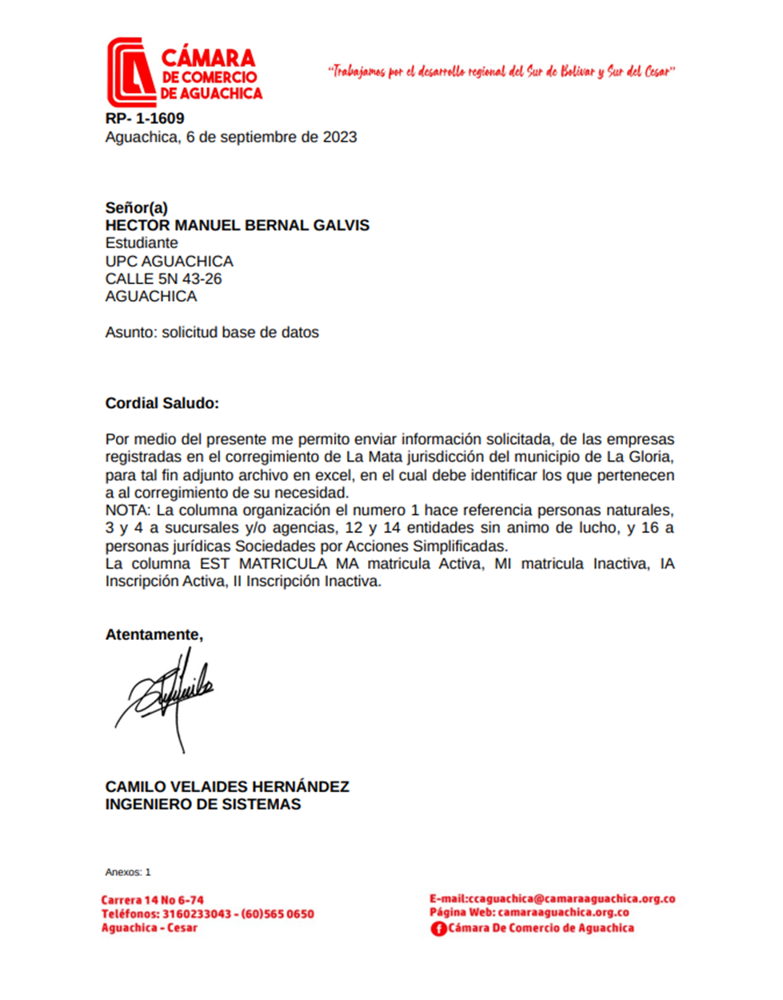 CÁMARA
DE COMERCIO
DE AGUACHICA
"Trabajamos por el desarrollo regional del Sur de Bolivar y Sur del Cesar"
RP- 1-1609
Aguachica, 6 de septiembre de 2023
Señor(a)
HECTOR MANUEL BERNAL GALVIS
Estudiante
UPC AGUACHICA
CALLE 5N 43-26
AGUACHICA
Asunto: solicitud base de datos
Cordial Saludo:
Por medio del presente me permito enviar información solicitada, de las empresas
registradas en el corregimiento de La Mata jurisdicción del municipio de La Gloria,
para tal fin adjunto archivo en excel, en el cual debe identificar los que pertenecen
a al corregimiento de su necesidad.
NOTA: La columna organización el numero 1 hace referencia personas naturales,
3 y 4 a sucursales y/o agencias, 12 y 14 entidades sin animo de lucho, y 16 a
personas jurídicas Sociedades por Acciones Simplificadas.
La columna EST MATRICULA MA matricula Activa, MI matricula Inactiva, IA
Inscripción Activa, II Inscripción Inactiva.
Atentamente,
CAMILO VELAIDES HERNÁNDEZ
INGENIERO DE SISTEMAS
Anexos: 1
Carrera 14 No 6-74
Teléfonos: 3160233043 - (60)565 0650
Aguachica - Cesar
E-mail:ccaguachica@camaraaguachica.org.co
Página Web: camaraaguachica.org.co
Cámara De Comercio de Aguachica